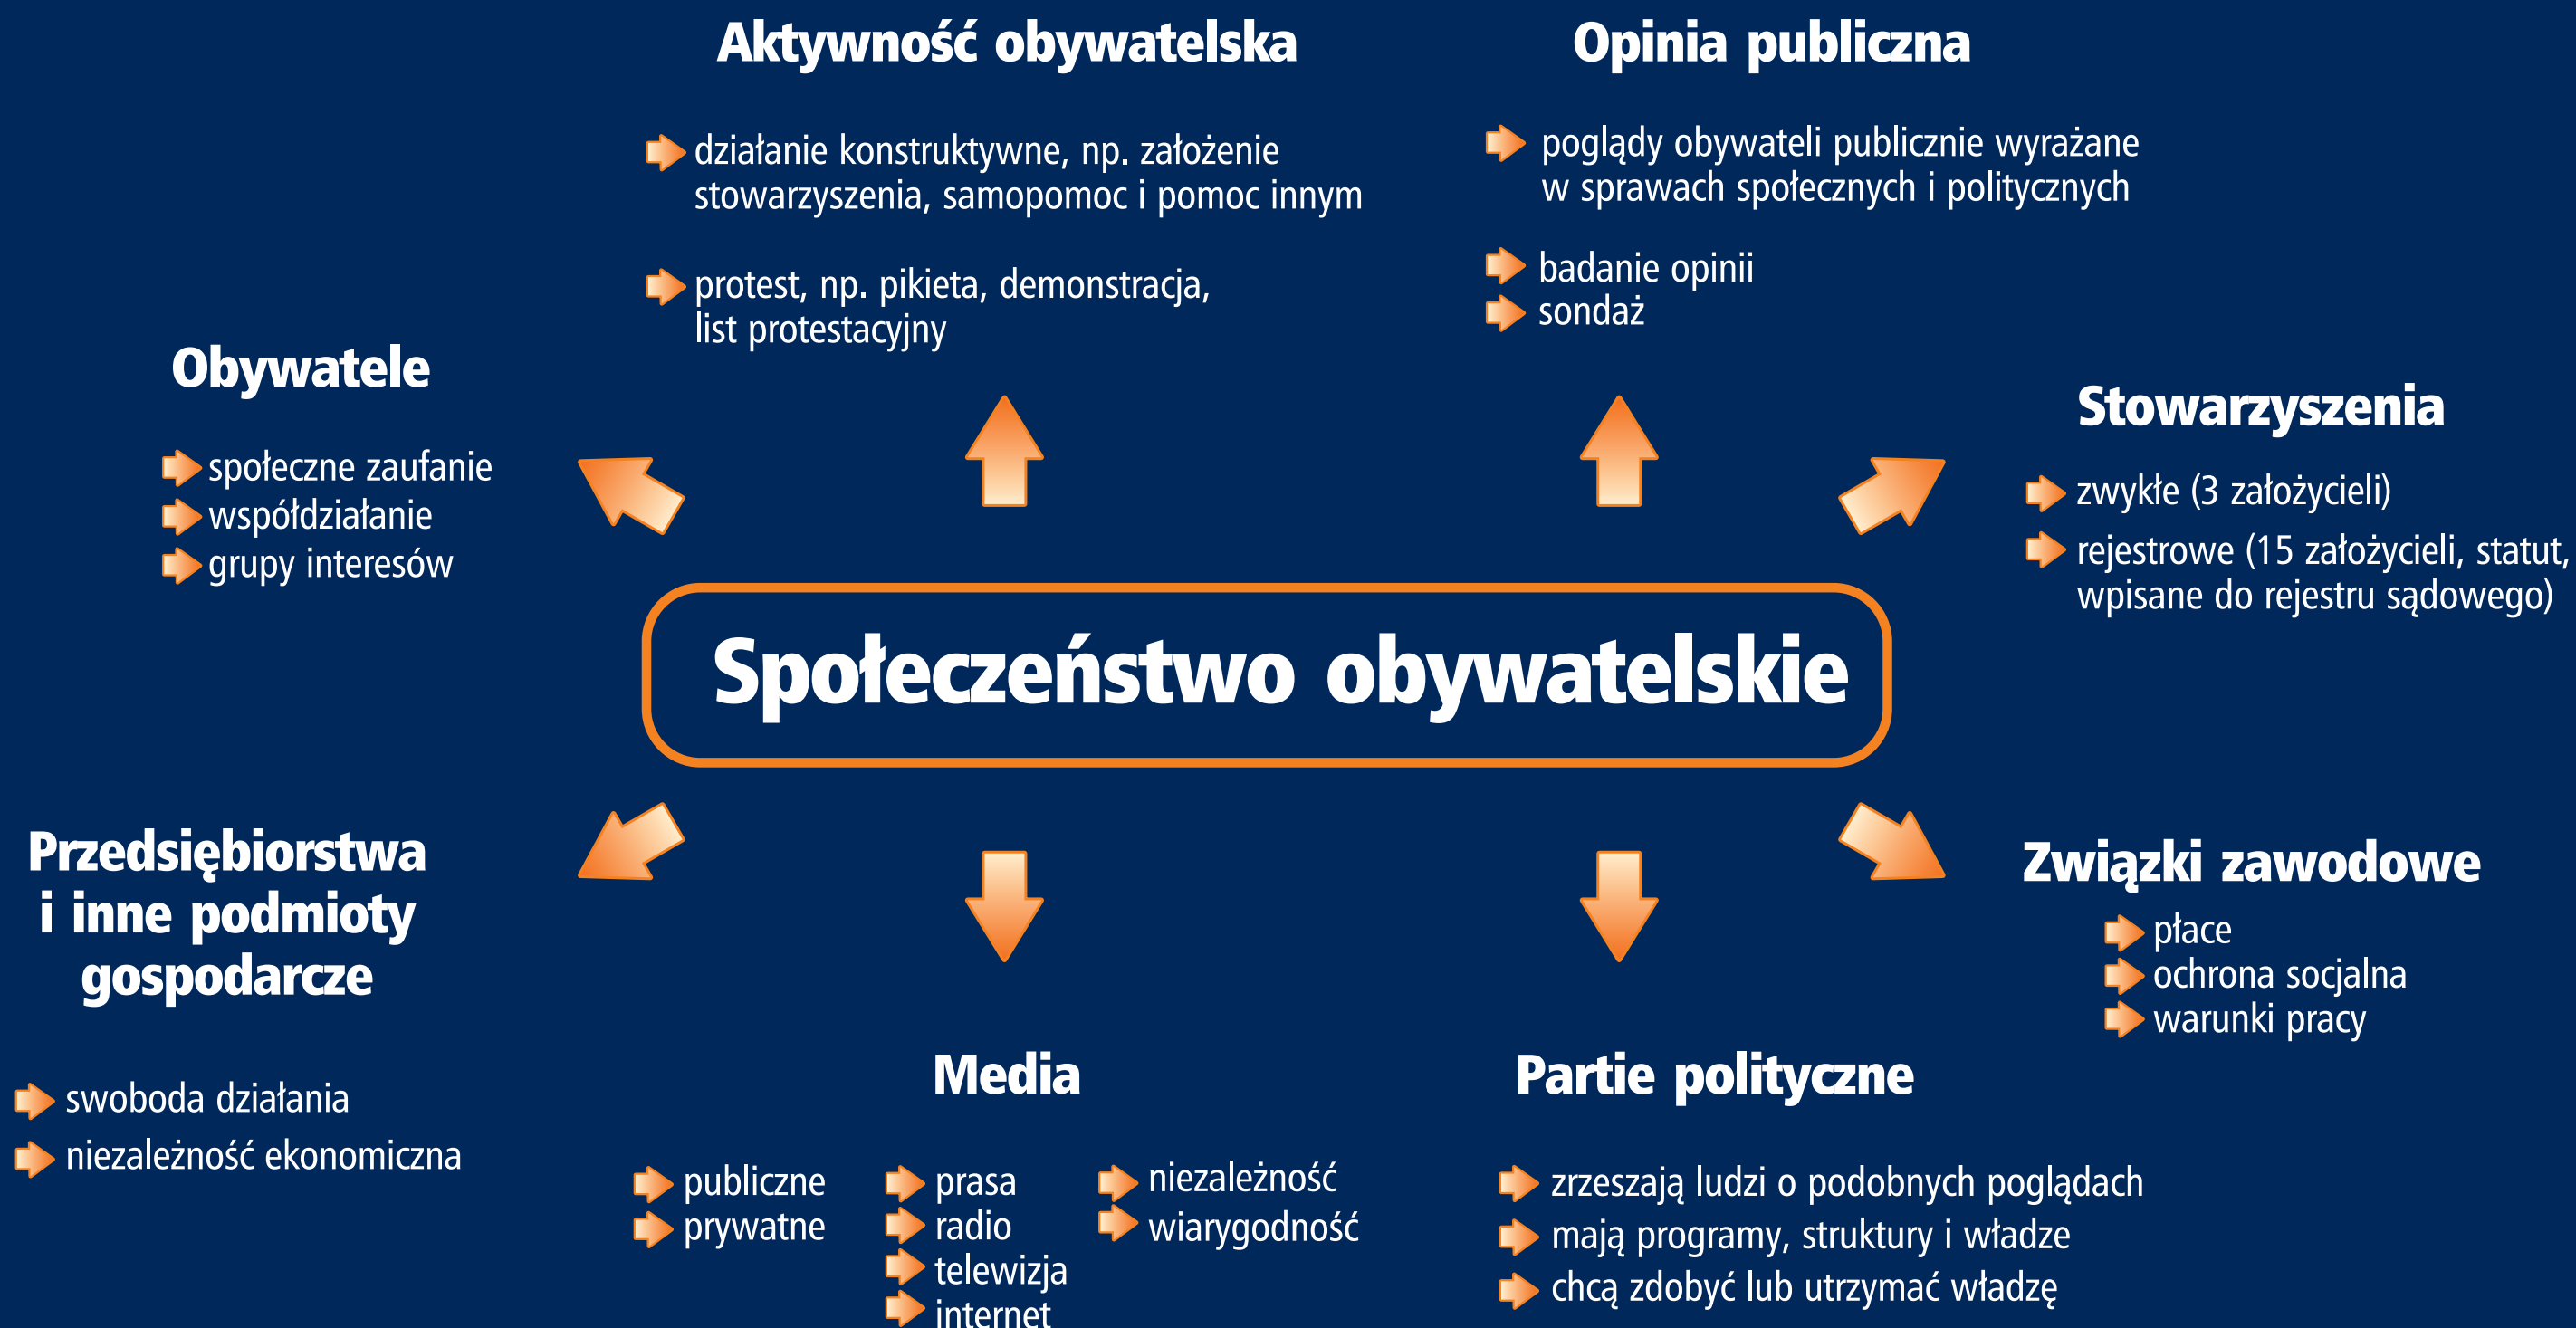 Aktywność obywatelska
działanie konstruktywne, np. założenie
stowarzyszenia, samopomoc i pomoc innym
protest, np. pikieta, demonstracja,
list protestacyjny
Opinia publiczna
poglądy obywateli publicznie wyrażane
w sprawach społecznych i politycznych
badanie opinii
sondaż
Obywatele
społeczne zaufanie
współdziałanie
grupy interesów
Stowarzyszenia
zwykłe (3 założycieli)
rejestrowe (15 założycieli, statut,
wpisane do rejestru sądowego)
Społeczeństwo obywatelskie
Przedsiębiorstwa
i inne podmioty
gospodarcze
swoboda działania
niezależność ekonomiczna
Media
publiczne
prywatne
prasa
radio
telewizja
internet
niezależność
wiarygodność
Partie polityczne
zrzeszają ludzi o podobnych poglądach
mają programy, struktury i władze
chcą zdobyć lub utrzymać władzę
Związki zawodowe
płace
ochrona socjalna
warunki pracy